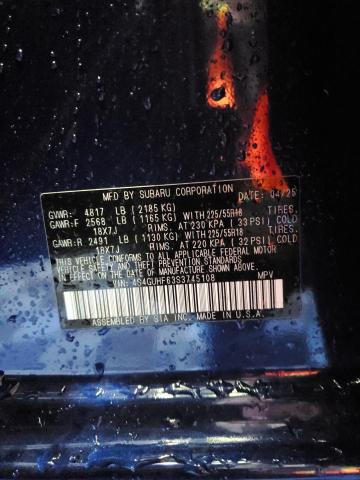 MFD BY SUBARU CORPORATION DATE: 04/25
GVWR: 4817 LB (2185 KG)
GAWR:F 2568 LB (1165 KG) WITH 225/55R18 TIRES.
18X7J RIMS. AT 230 KPA (33 PSI) COLD
GAWR:R 2491 LB (1130 KG) WITH 225/55R18 TIRES.
18X7J RIMS. AT 220 KPA (32 PSI) COLD
THIS VEHICLE CONFORMS TO ALL APPLICABLE FEDERAL MOTOR
VEHICLE SAFETY AND THEFT PREVENTION STANDARDS
IN EFFECT ON THE DATE OF MANUFACTURE SHOWN ABOVE.
VIN: 4S4GUHF63S3745108 MPV
ASSEMBLED BY SIA INC. MADE IN U.S.A.